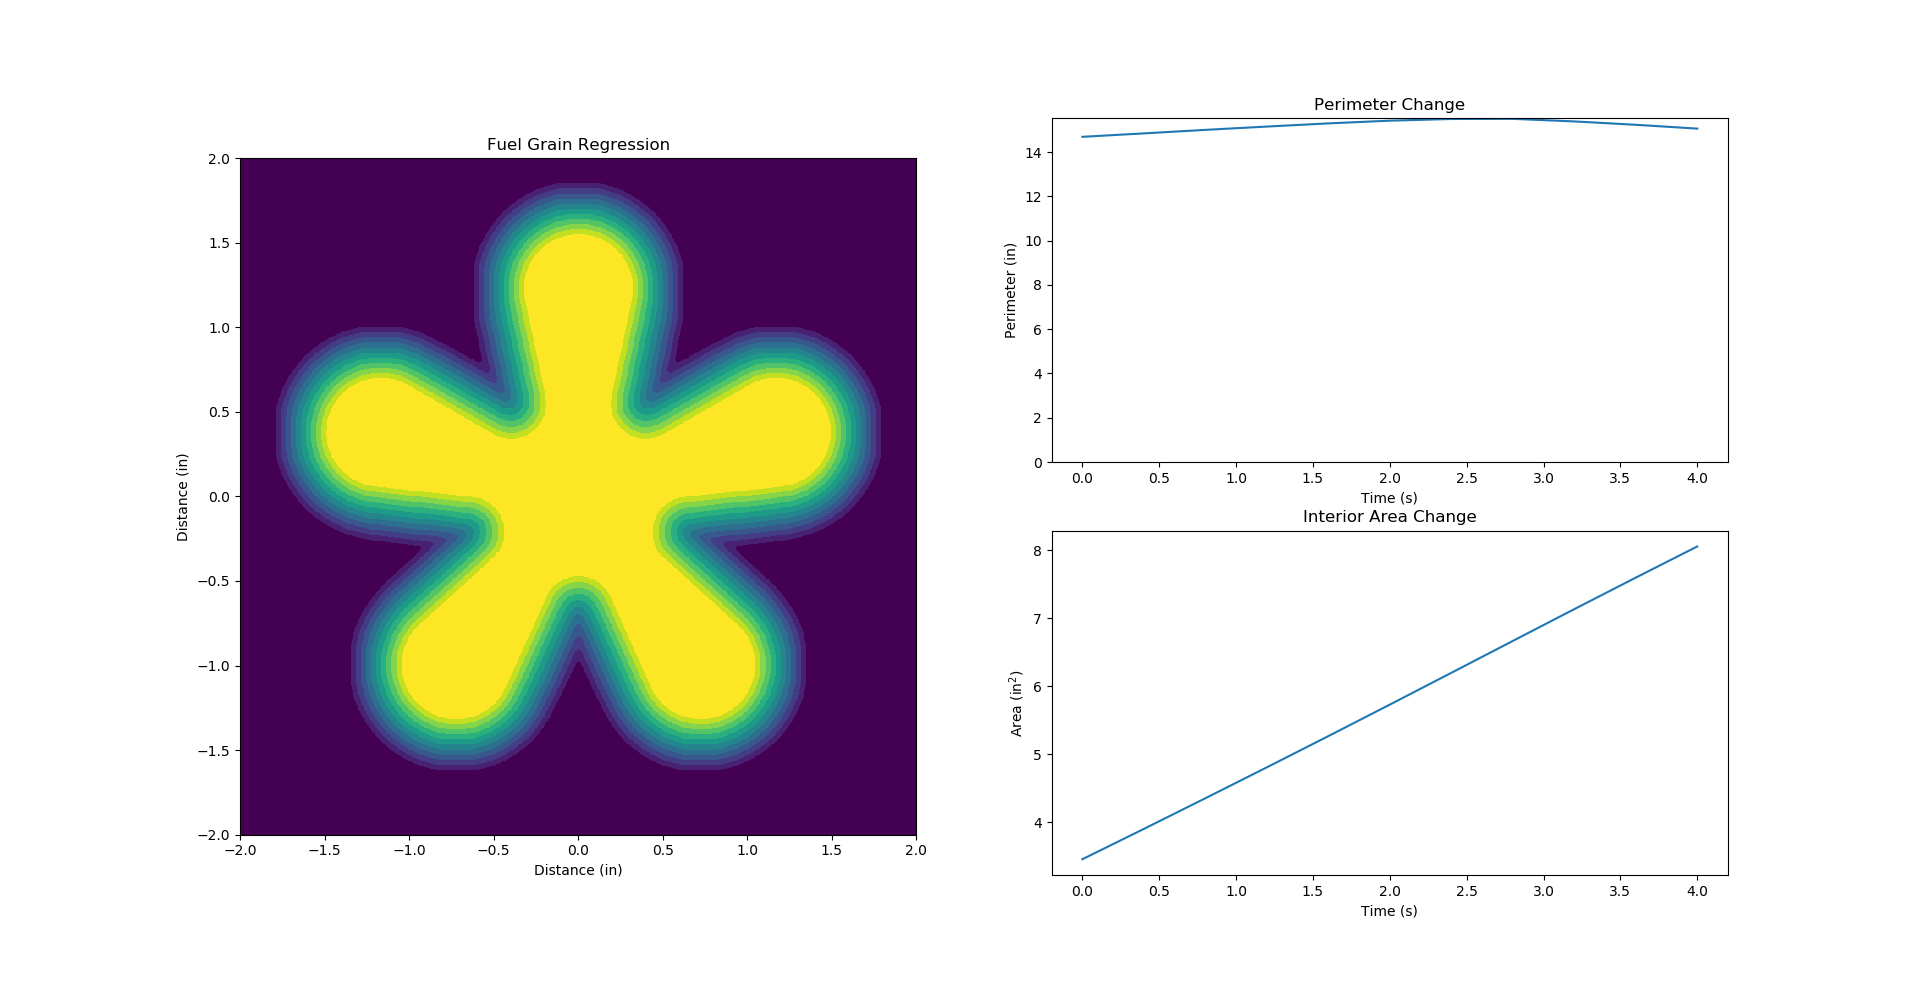 Fuel Grain Regression
2.0
1.5
1.0
0.5
0.0
−0.5
−1.0
−1.5
−2.0
Distance (in)
−2.0 −1.5 −1.0 −0.5 0.0 0.5 1.0 1.5 2.0
Distance (in)
Perimeter Change
14
12
10
8
6
4
2
0
Perimeter (in)
0.0 0.5 1.0 1.5 2.0 2.5 3.0 3.5 4.0
Time (s)
Interior Area Change
8
7
6
5
4
Area (in²)
0.0 0.5 1.0 1.5 2.0 2.5 3.0 3.5 4.0
Time (s)